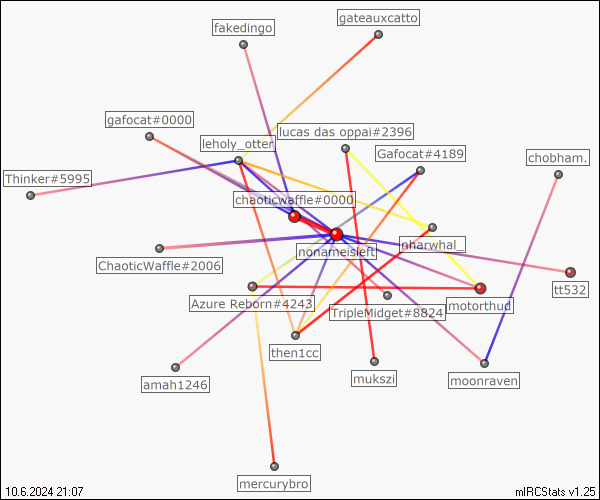 gateauxcatto
fakedingo
gafocat#0000
lucas das oppai#2396
leholy_otter
Gafocat#4189
chobham.
Thinker#5995
chaoticwaffle#0000
nharwhal_
nonameisleft
ChaoticWaffle#2006
tt532
Azure Reborn#4243
TripleMidget#8824
motorthud
then1cc
mukszi
moonraven
amah1246
mercurybro
10.6.2024 21:07
mIRCStats v1.25